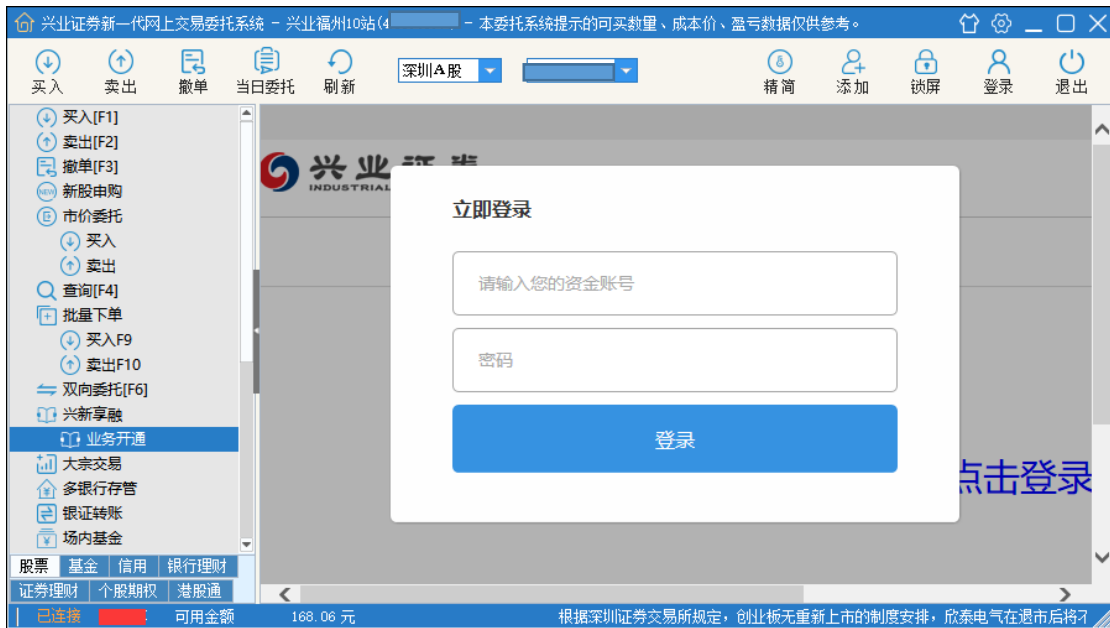 兴业证券新一代网上交易委托系统 - 兴业福州10站(4 - 本委托系统提示的可买数量、成本价、盈亏数据仅供参考。
买入 卖出 撤单 当日委托 刷新 深圳A股 精简 添加 锁屏 登录 退出
买入[F1]
卖出[F2]
撤单[F3]
NEW 新股申购
市价委托
买入
卖出
查询[F4]
批量下单
买入F9
卖出F10
双向委托[F6]
兴新享融
业务开通
大宗交易
多银行存管
银证转账
场内基金
股票 基金 信用 银行理财
证券理财 个股期权 港股通
兴业证券
INDUSTRIAL
立即登录
请输入您的资金账号
密码
登录
点击登录
已连接 可用金额 168.06 元 根据深圳证券交易所规定，创业板无重新上市的制度安排，欣泰电气在退市后将不